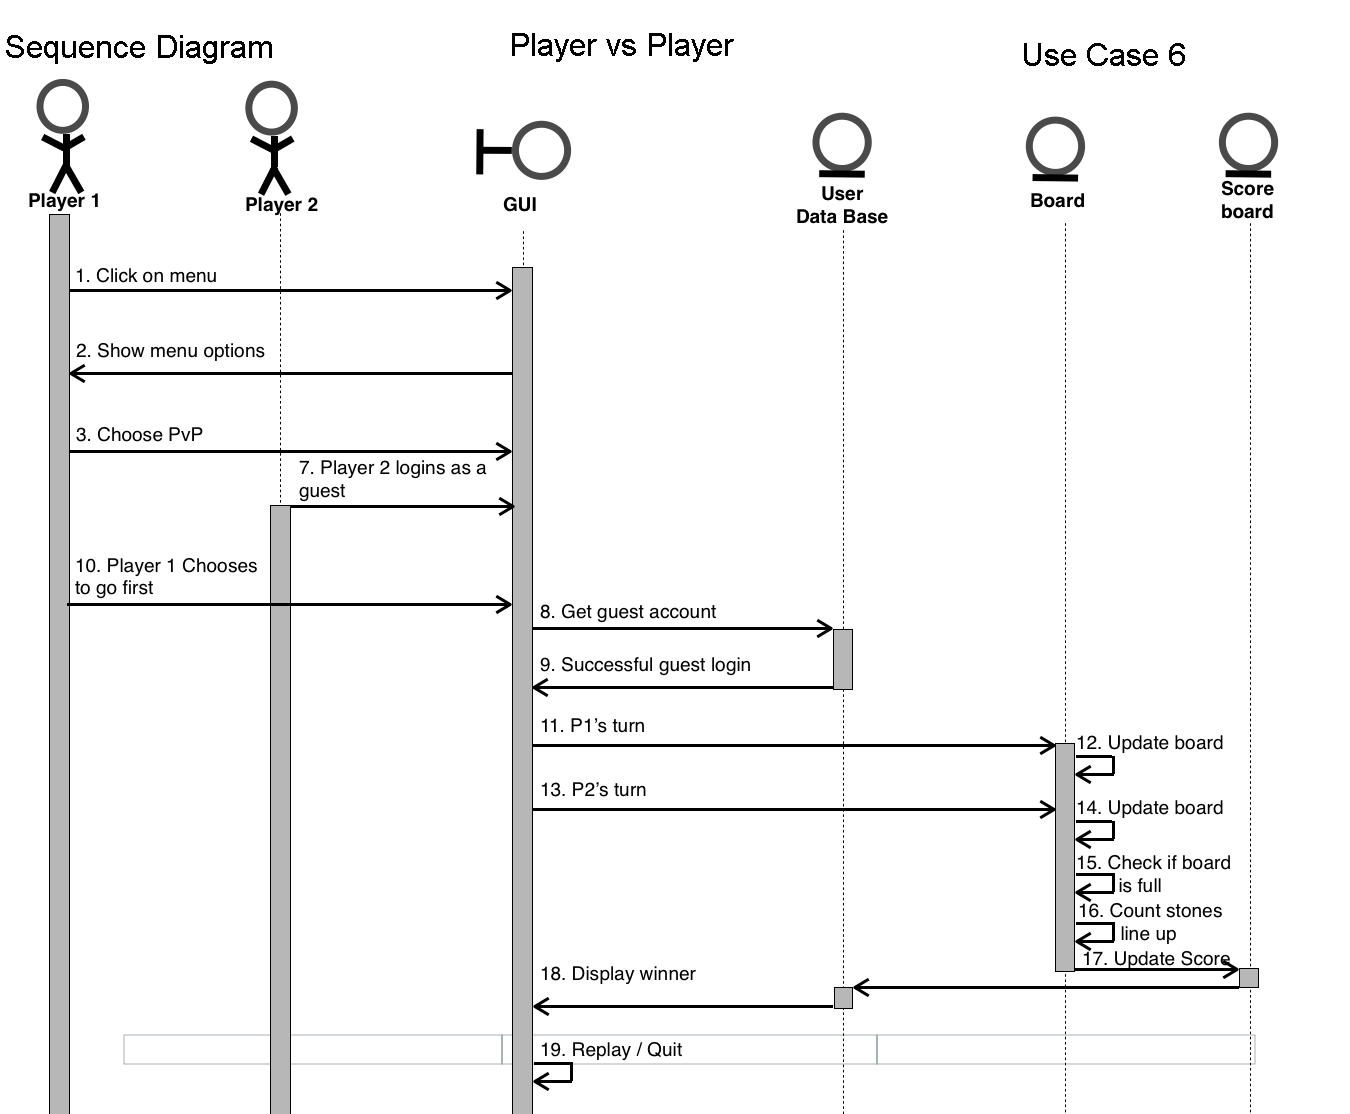 Sequence Diagram
Player vs Player
Use Case 6
Player 1
Player 2
GUI
User
Data Base
Board
Score
board
1. Click on menu
2. Show menu options
3. Choose PvP
7. Player 2 logins as a
guest
10. Player 1 Chooses
to go first
8. Get guest account
9. Successful guest login
11. P1’s turn
12. Update board
13. P2’s turn
14. Update board
15. Check if board
is full
16. Count stones
line up
17. Update Score
18. Display winner
19. Replay / Quit